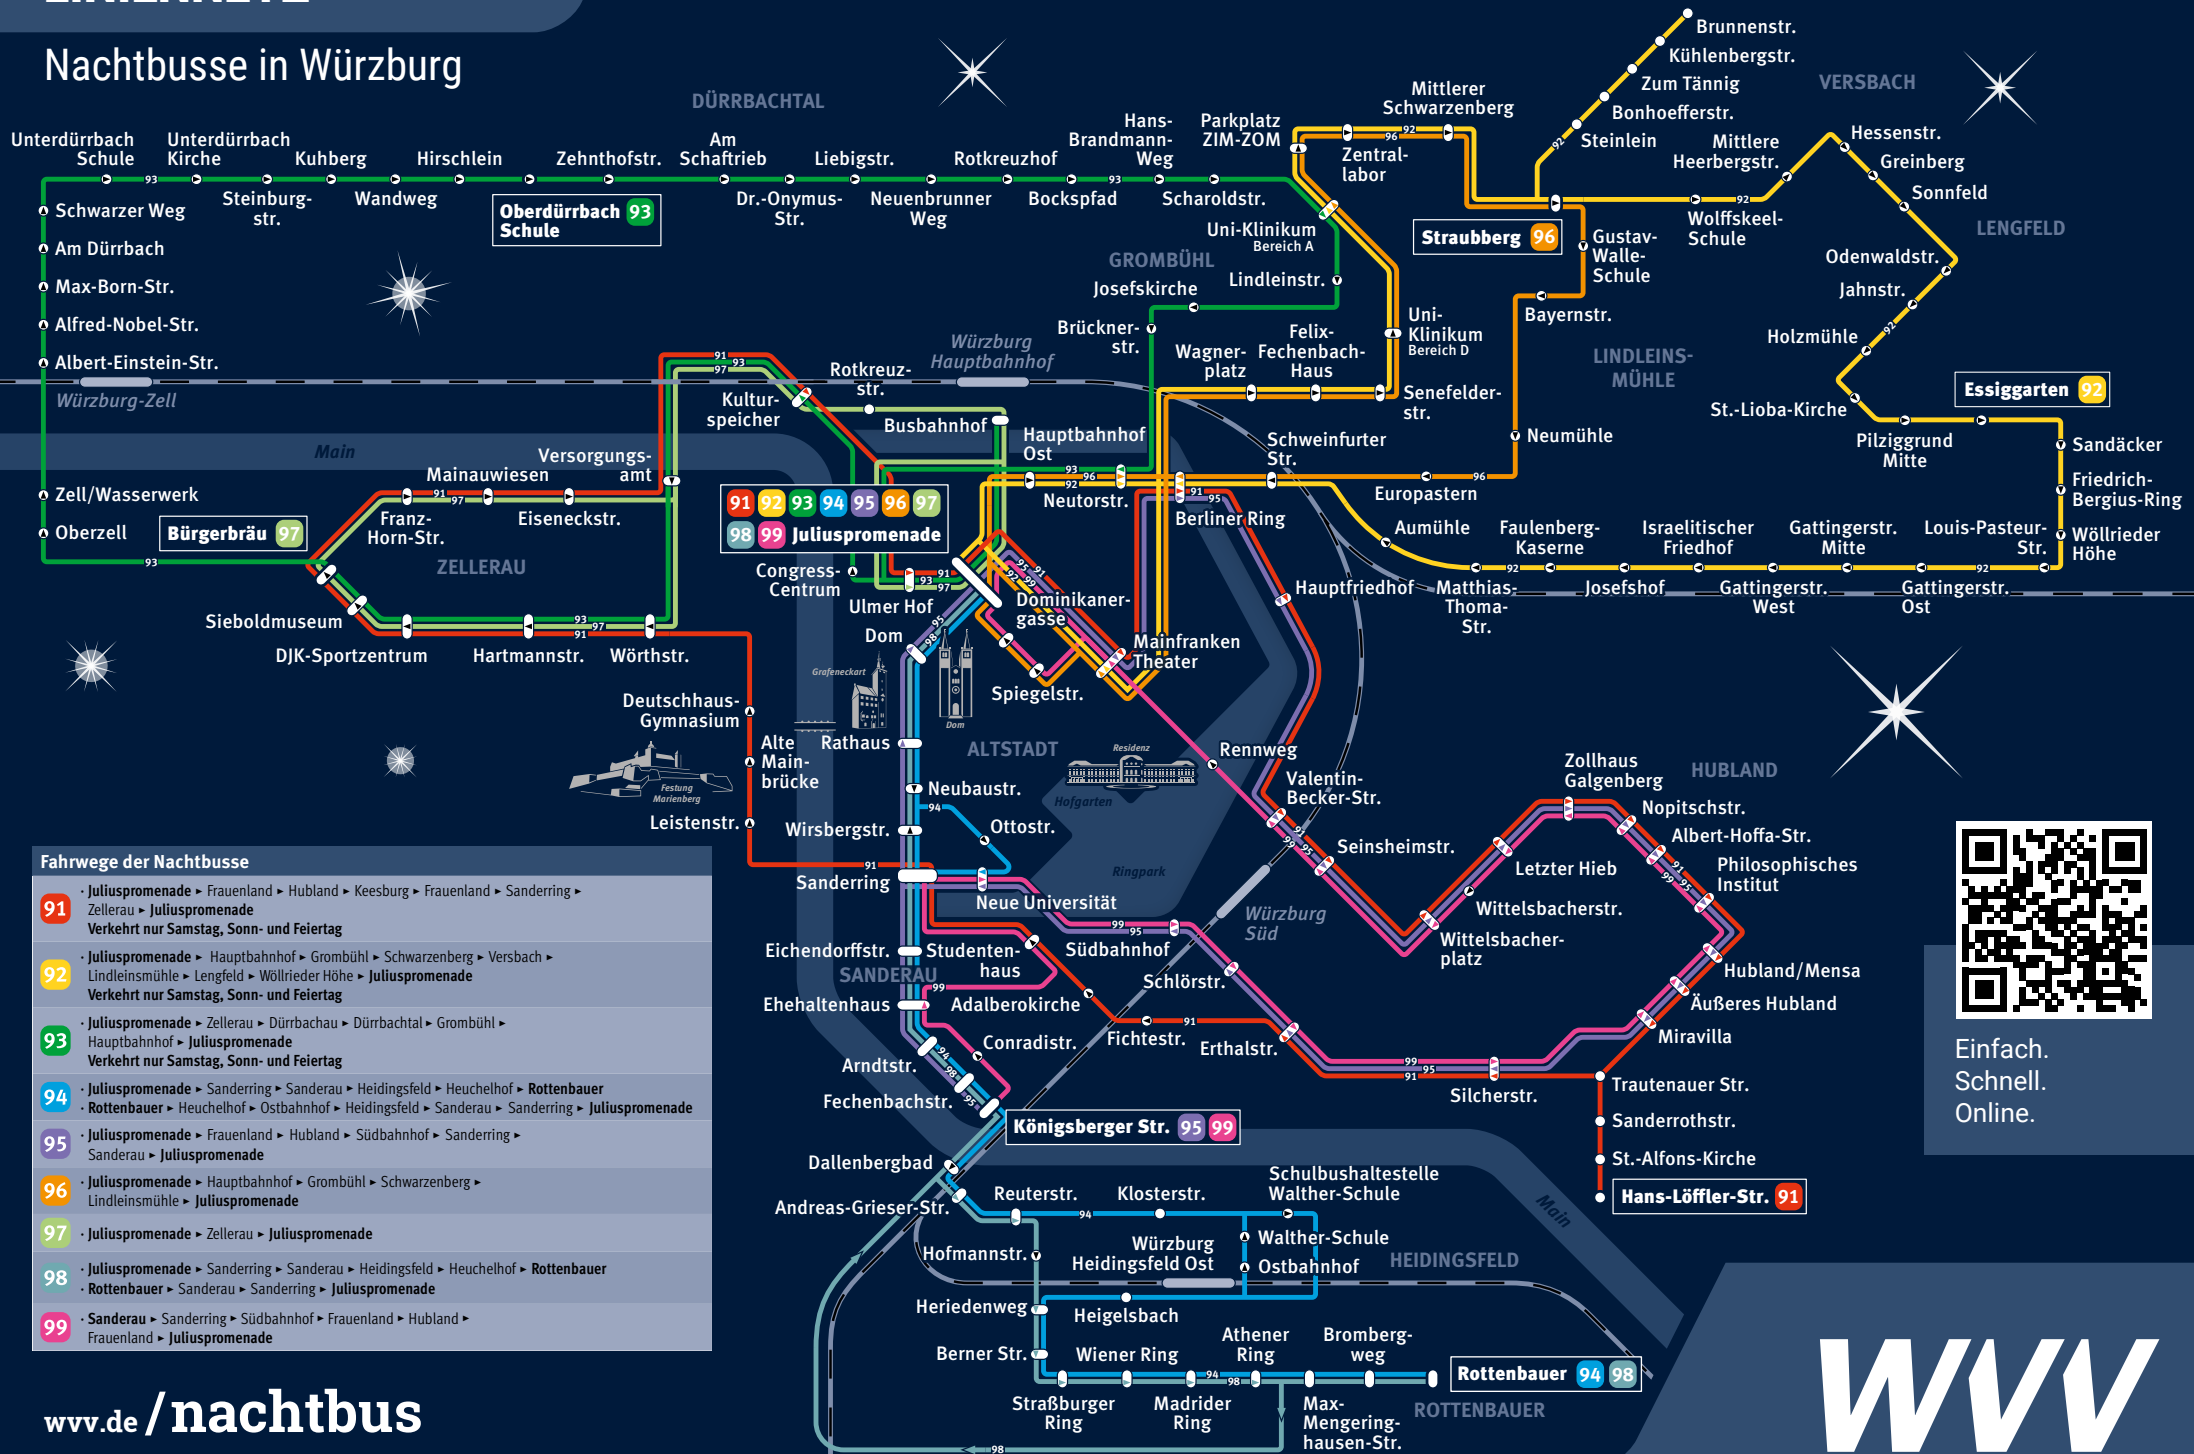 Nachtbusse in Würzburg
DÜRRBACHTAL
VERSBACH
LENGFELD
GROMBÜHL
LINDLEINS-
MÜHLE
ZELLERAU
ALTSTADT
HUBLAND
SANDERAU
HEIDINGSFELD
ROTTENBAUER
Unterdürrbach
Schule
Unterdürrbach
Kirche
Steinburg-
str.
Kuhberg
Wandweg
Hirschlein
Oberdürrbach 93
Schule
Zehnthofstr.
Am
Schaftrieb
Dr.-Onymus-
Str.
Liebigstr.
Neuenbrunner
Weg
Rotkreuzhof
Bockspfad
Hans-
Brandmann-
Weg
Scharoldstr.
Parkplatz
ZIM-ZOM
Zentral-
labor
Mittlerer
Schwarzenberg
Brunnenstr.
Kühlenbergstr.
Zum Tännig
Bonhoefferstr.
Steinlein
Mittlere
Heerbergstr.
Hessenstr.
Greinberg
Sonnfeld
Wolffskeel-
Schule
Straubberg 96
Gustav-
Walle-
Schule
Bayernstr.
Odenwaldstr.
Jahnstr.
Holzmühle
St.-Lioba-Kirche
Pilziggrund
Mitte
Essiggarten 92
Sandäcker
Friedrich-
Bergius-Ring
Wöllrieder
Höhe
Schwarzer Weg
Am Dürrbach
Max-Born-Str.
Alfred-Nobel-Str.
Albert-Einstein-Str.
Würzburg-Zell
Main
Zell/Wasserwerk
Oberzell
Bürgerbräu 97
Uni-Klinikum
Bereich A
Lindleinstr.
Josefskirche
Brückner-
str.
Wagner-
platz
Felix-
Fechenbach-
Haus
Uni-
Klinikum
Bereich D
Senefelder-
str.
Würzburg
Hauptbahnhof
Rotkreuz-
str.
Kultur-
speicher
Busbahnhof
Hauptbahnhof
Ost
Schweinfurter
Str.
Neumühle
Versorgungs-
amt
Mainauwiesen
Franz-
Horn-Str.
Eiseneckstr.
Neutorstr.
Berliner Ring
Europastern
Aumühle
Faulenberg-
Kaserne
Israelitischer
Friedhof
Gattingerstr.
Mitte
Louis-Pasteur-
Str.
91 92 93 94 95 96 97
98 99 Juliuspromenade
Congress-
Centrum
Ulmer Hof
Dominikaner-
gasse
Hauptfriedhof
Matthias-
Thoma-
Str.
Josefshof
Gattingerstr.
West
Gattingerstr.
Ost
Sieboldmuseum
DJK-Sportzentrum
Hartmannstr.
Wörthstr.
Dom
Grafeneckart
Dom
Spiegelstr.
Mainfranken
Theater
Deutschhaus-
Gymnasium
Alte
Main-
brücke
Rathaus
Festung
Marienberg
Residenz
Hofgarten
Ringpark
Rennweg
Valentin-
Becker-Str.
Neubaustr.
Leistenstr.
Wirsbergstr.
Ottostr.
Seinsheimstr.
Sanderring
Neue Universität
Würzburg
Süd
Zollhaus
Galgenberg
Nopitschstr.
Albert-Hoffa-Str.
Philosophisches
Institut
Letzter Hieb
Wittelsbacherstr.
Wittelsbacher-
platz
Hubland/Mensa
Äußeres Hubland
Miravilla
Eichendorffstr.
Studenten-
haus
Südbahnhof
Schlörstr.
Ehehaltenhaus
Adalberokirche
Conradistr.
Fichtestr.
Erthalstr.
Silcherstr.
Arndtstr.
Fechenbachstr.
Königsberger Str. 95 99
Trautenauer Str.
Sanderrothstr.
St.-Alfons-Kirche
Hans-Löffler-Str. 91
Main
Dallenbergbad
Andreas-Grieser-Str.
Reuterstr.
Klosterstr.
Schulbushaltestelle
Walther-Schule
Walther-Schule
Ostbahnhof
Hofmannstr.
Würzburg
Heidingsfeld Ost
Heriedenweg
Heigelsbach
Berner Str.
Wiener Ring
Athener
Ring
Bromberg-
weg
Rottenbauer 94 98
Straßburger
Ring
Madrider
Ring
Max-
Mengering-
hausen-Str.
Fahrwege der Nachtbusse
91 · Juliuspromenade ▸ Frauenland ▸ Hubland ▸ Keesburg ▸ Frauenland ▸ Sanderring ▸
Zellerau ▸ Juliuspromenade
Verkehrt nur Samstag, Sonn- und Feiertag
92 · Juliuspromenade ▸ Hauptbahnhof ▸ Grombühl ▸ Schwarzenberg ▸ Versbach ▸
Lindleinsmühle ▸ Lengfeld ▸ Wöllrieder Höhe ▸ Juliuspromenade
Verkehrt nur Samstag, Sonn- und Feiertag
93 · Juliuspromenade ▸ Zellerau ▸ Dürrbachau ▸ Dürrbachtal ▸ Grombühl ▸
Hauptbahnhof ▸ Juliuspromenade
Verkehrt nur Samstag, Sonn- und Feiertag
94 · Juliuspromenade ▸ Sanderring ▸ Sanderau ▸ Heidingsfeld ▸ Heuchelhof ▸ Rottenbauer
· Rottenbauer ▸ Heuchelhof ▸ Ostbahnhof ▸ Heidingsfeld ▸ Sanderau ▸ Sanderring ▸ Juliuspromenade
95 · Juliuspromenade ▸ Frauenland ▸ Hubland ▸ Südbahnhof ▸ Sanderring ▸
Sanderau ▸ Juliuspromenade
96 · Juliuspromenade ▸ Hauptbahnhof ▸ Grombühl ▸ Schwarzenberg ▸
Lindleinsmühle ▸ Juliuspromenade
97 · Juliuspromenade ▸ Zellerau ▸ Juliuspromenade
98 · Juliuspromenade ▸ Sanderring ▸ Sanderau ▸ Heidingsfeld ▸ Heuchelhof ▸ Rottenbauer
· Rottenbauer ▸ Sanderau ▸ Sanderring ▸ Juliuspromenade
99 · Sanderau ▸ Sanderring ▸ Südbahnhof ▸ Frauenland ▸ Hubland ▸
Frauenland ▸ Juliuspromenade
Einfach.
Schnell.
Online.
wvv.de/nachtbus
WVV